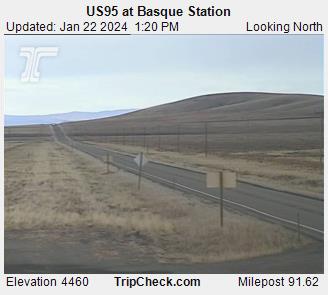 US95 at Basque Station
Updated: Jan 22 2024 1:20 PM Looking North
Elevation 4460 TripCheck.com Milepost 91.62